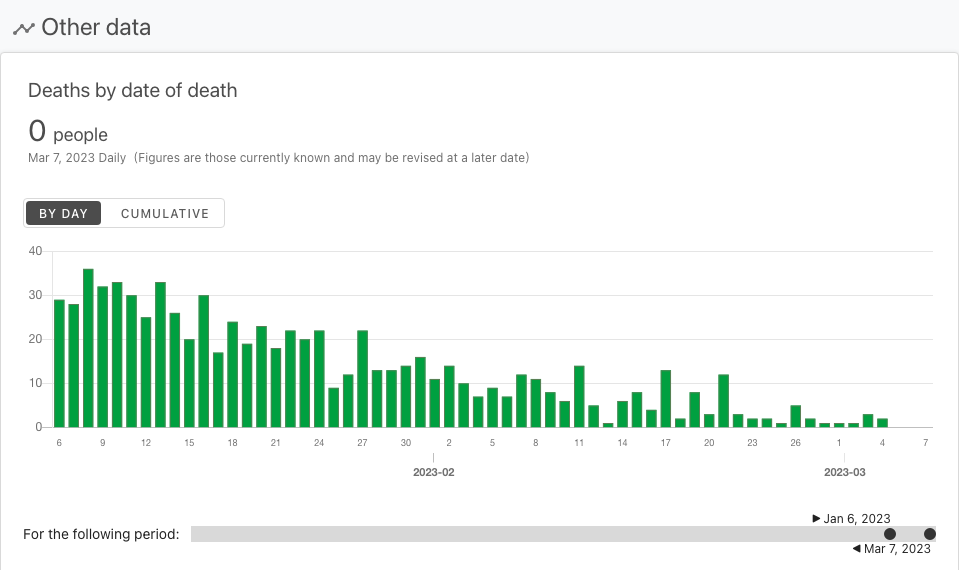 Other data
Deaths by date of death
0 people
Mar 7, 2023 Daily (Figures are those currently known and may be revised at a later date)
BY DAY CUMULATIVE
40
30
20
10
0
6 9 12 15 18 21 24 27 30 2 5 8 11 14 17 20 23 26 1 4 7
2023-02 2023-03
Jan 6, 2023
For the following period:
Mar 7, 2023